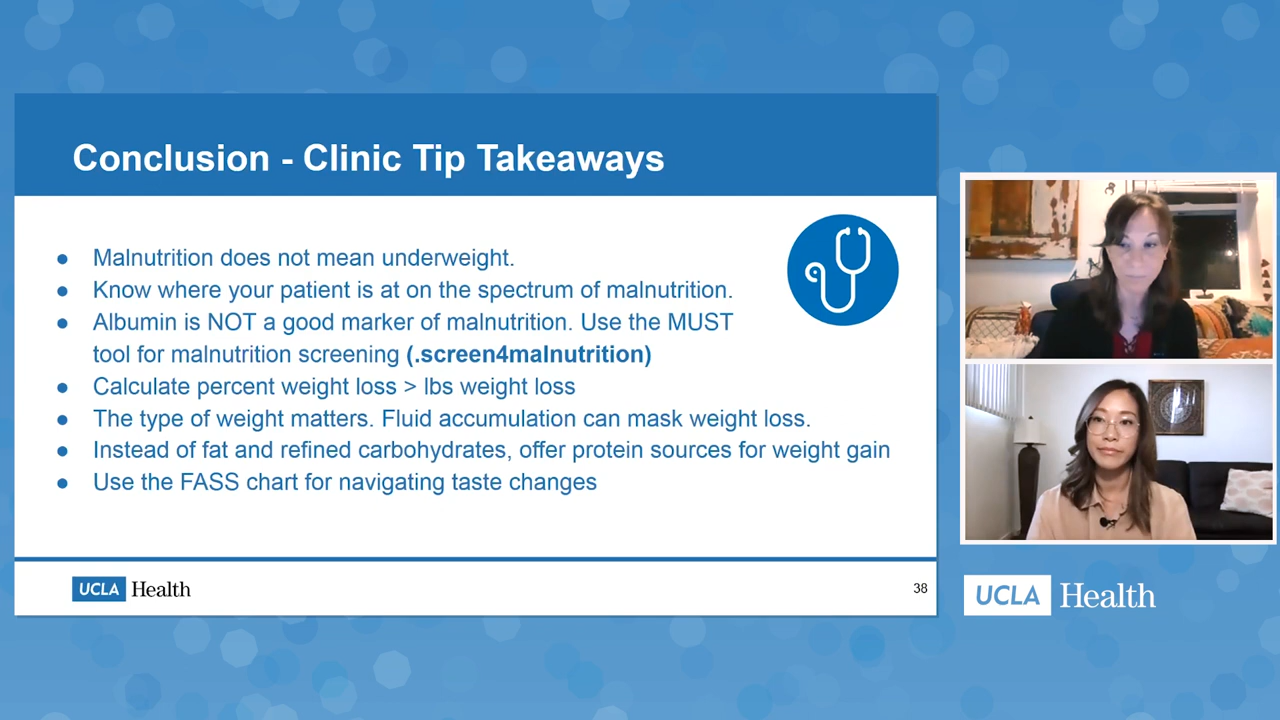 Conclusion - Clinic Tip Takeaways
● Malnutrition does not mean underweight.
● Know where your patient is at on the spectrum of malnutrition.
● Albumin is NOT a good marker of malnutrition. Use the MUST
tool for malnutrition screening (.screen4malnutrition)
● Calculate percent weight loss > lbs weight loss
● The type of weight matters. Fluid accumulation can mask weight loss.
● Instead of fat and refined carbohydrates, offer protein sources for weight gain
● Use the FASS chart for navigating taste changes
UCLA Health
38
UCLA Health